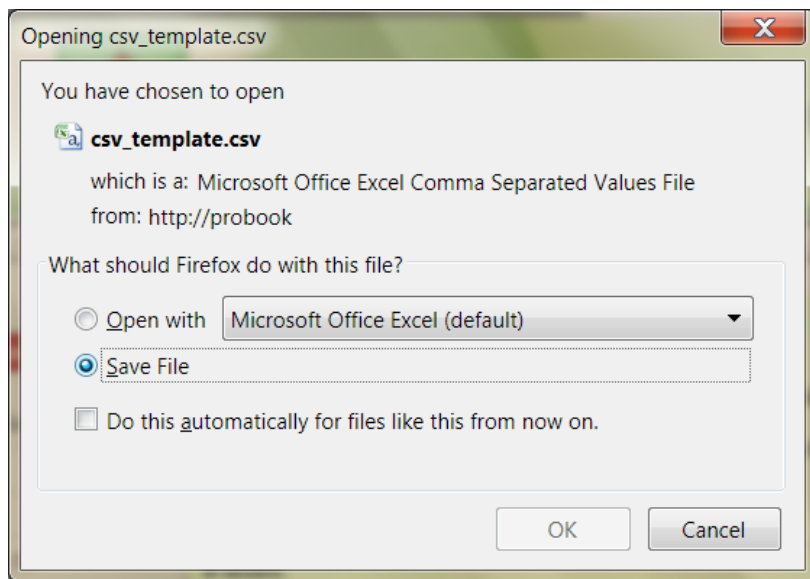 Opening csv_template.csv
You have chosen to open
csv_template.csv
which is a: Microsoft Office Excel Comma Separated Values File
from: http://probook
What should Firefox do with this file?
Open with Microsoft Office Excel (default)
Save File
Do this automatically for files like this from now on.
OK Cancel